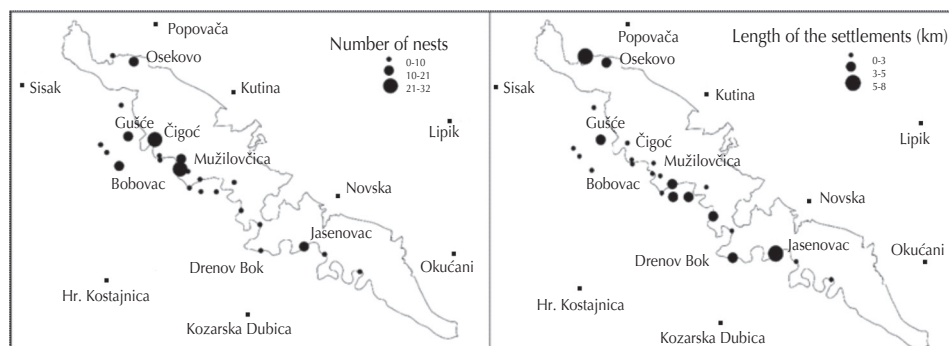 Popovača
Number of nests
0-10
10-21
21-32
Osekovo
Sisak
Kutina
Gušće
Čigoć
Lipik
Mužilovčica
Bobovac
Novska
Jasenovac
Drenov Bok
Okućani
Hr. Kostajnica
Kozarska Dubica
Popovača
Length of the settlements (km)
0-3
3-5
5-8
Osekovo
Sisak
Kutina
Gušće
Čigoć
Lipik
Mužilovčica
Bobovac
Novska
Jasenovac
Drenov Bok
Okućani
Hr. Kostajnica
Kozarska Dubica